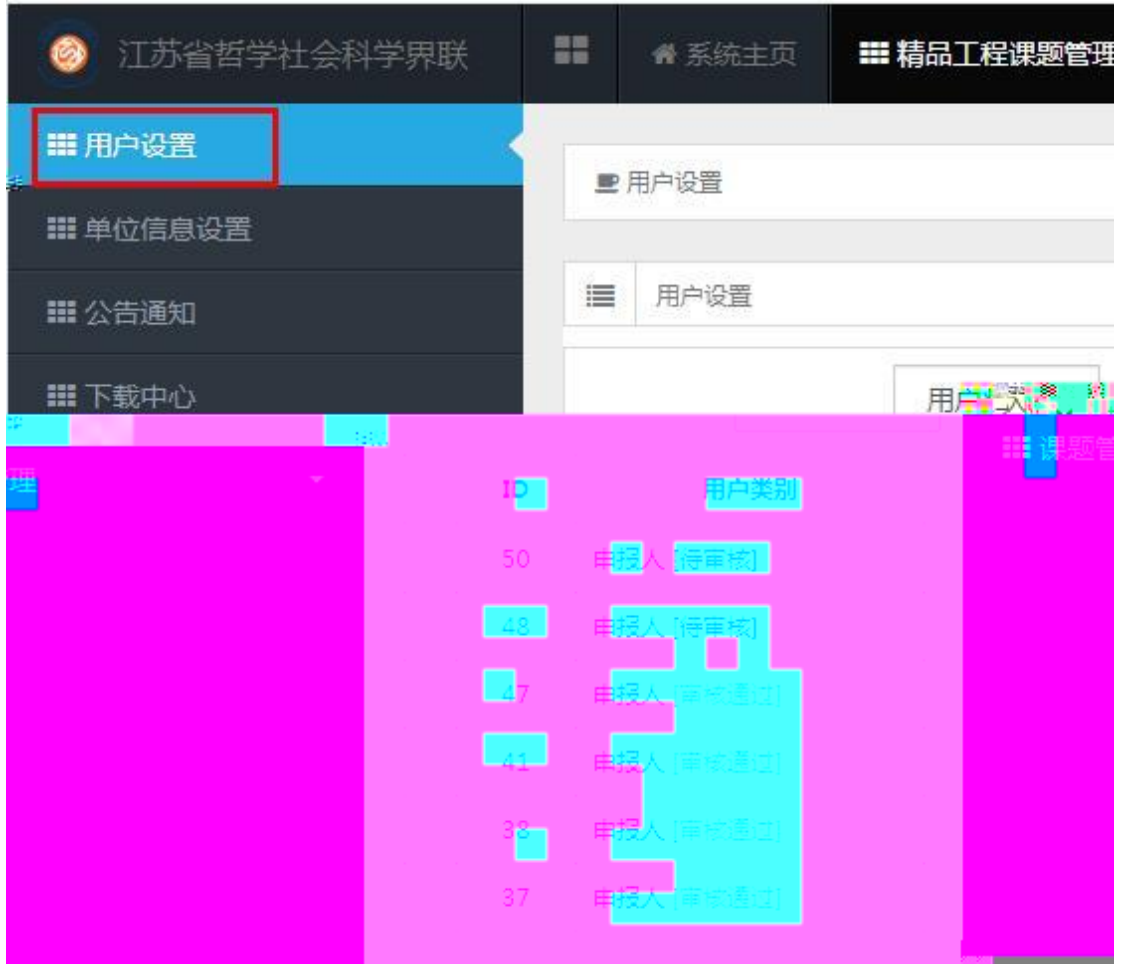 江苏省哲学社会科学界联
系统主页
精品工程课题管理
用户设置
用户设置
单位信息设置
用户设置
公告通知
下载中心
用户
课题管
理
ID 用户类别
50 申报人 [待审核]
48 申报人 [待审核]
47 申报人 [审核通过]
41 申报人 [审核通过]
38 申报人 [审核通过]
37 申报人 [审核通过]